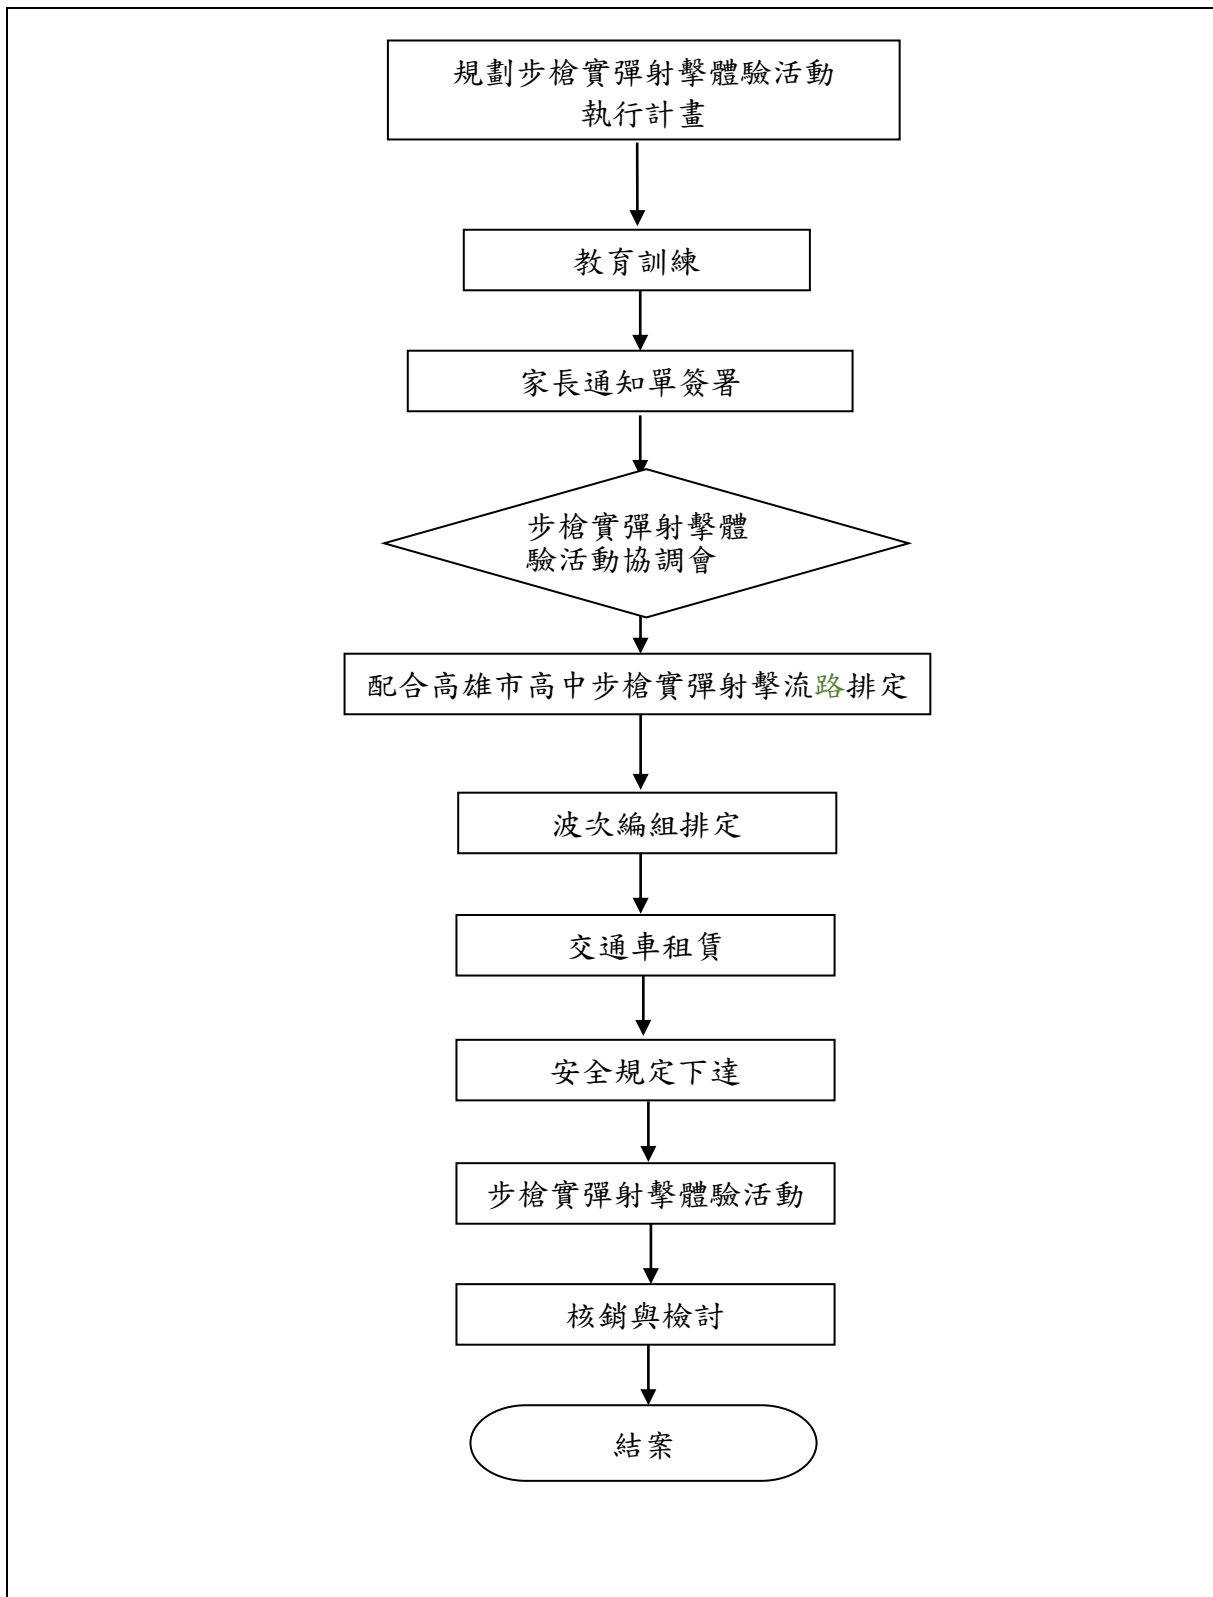 規劃步槍實彈射擊體驗活動
執行計畫
教育訓練
家長通知單簽署
步槍實彈射擊體
驗活動協調會
配合高雄市高中步槍實彈射擊流路排定
波次編組排定
交通車租賃
安全規定下達
步槍實彈射擊體驗活動
核銷與檢討
結案